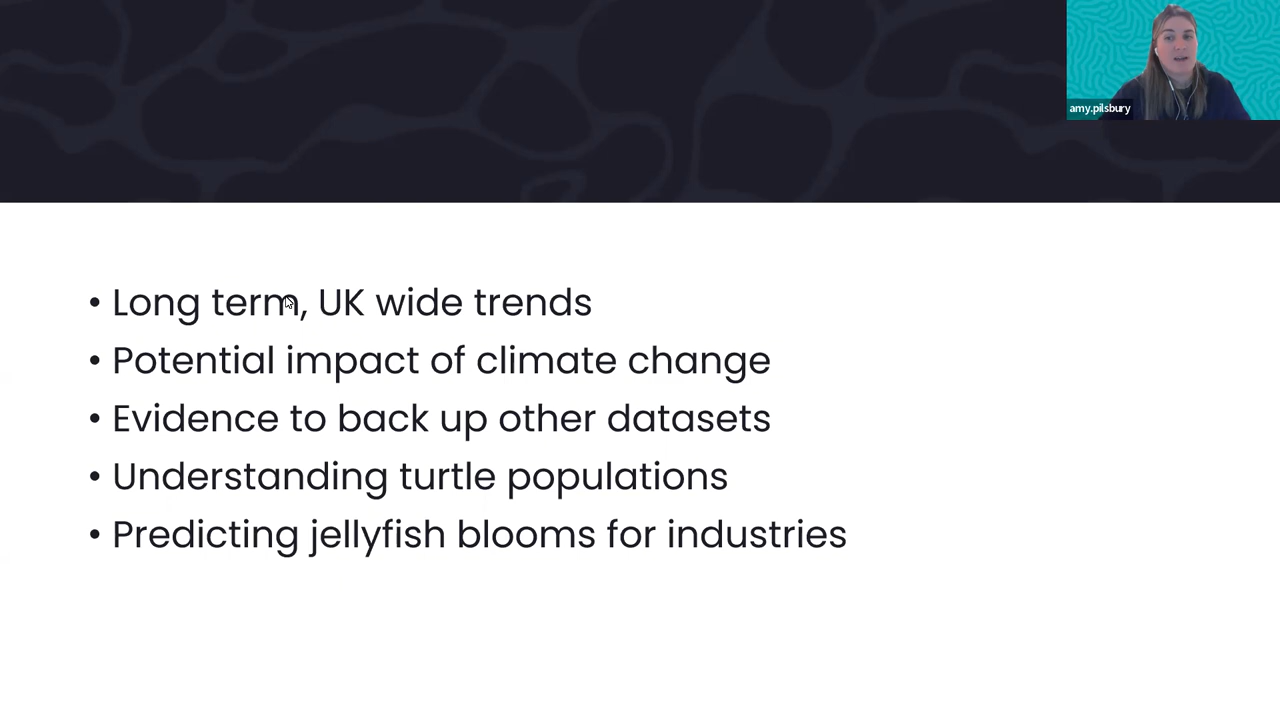 amy.pilsbury
• Long term, UK wide trends
• Potential impact of climate change
• Evidence to back up other datasets
• Understanding turtle populations
• Predicting jellyfish blooms for industries